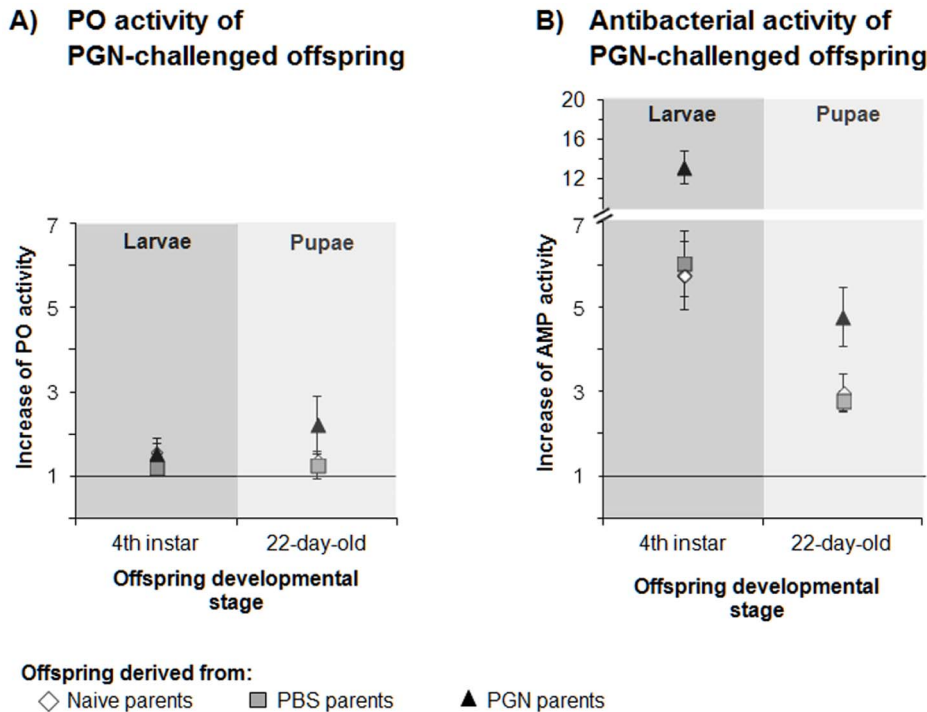 A) PO activity of
PGN-challenged offspring
7
5
3
1
Increase of PO activity
Larvae
Pupae
4th instar
22-day-old
Offspring developmental
stage
B) Antibacterial activity of
PGN-challenged offspring
20
16
12
7
5
3
1
Increase of AMP activity
Larvae
Pupae
4th instar
22-day-old
Offspring developmental
stage
Offspring derived from:
Naive parents PBS parents PGN parents